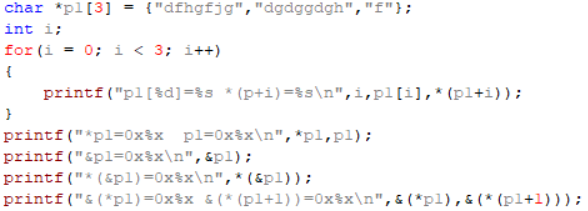 char *p1[3] = {"dfhgfjg","dgdggdgh","f"};
int i;
for(i = 0; i < 3; i++)
{
printf("p1[%d]=%s *(p+i)=%s\n",i,p1[i],*(p1+i));
}
printf("*p1=0x%x p1=0x%x\n",*p1,p1);
printf("&p1=0x%x\n",&p1);
printf("*(&p1)=0x%x\n",*(&p1));
printf("&(*p1)=0x%x &(*(p1+1))=0x%x\n",&(*p1),&(*(p1+1)));